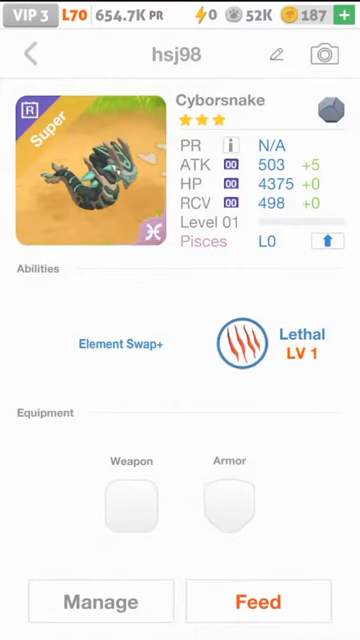 VIP 3 L70 654.7K PR 0 52K 187 +
hsj98
R
Super
Cyborsnake
PR i N/A
ATK 00 503 +5
HP 00 4375 +0
RCV 00 498 +0
Level 01
Pisces L0
Abilities
Element Swap+
Lethal
LV 1
Equipment
Weapon Armor
Manage Feed